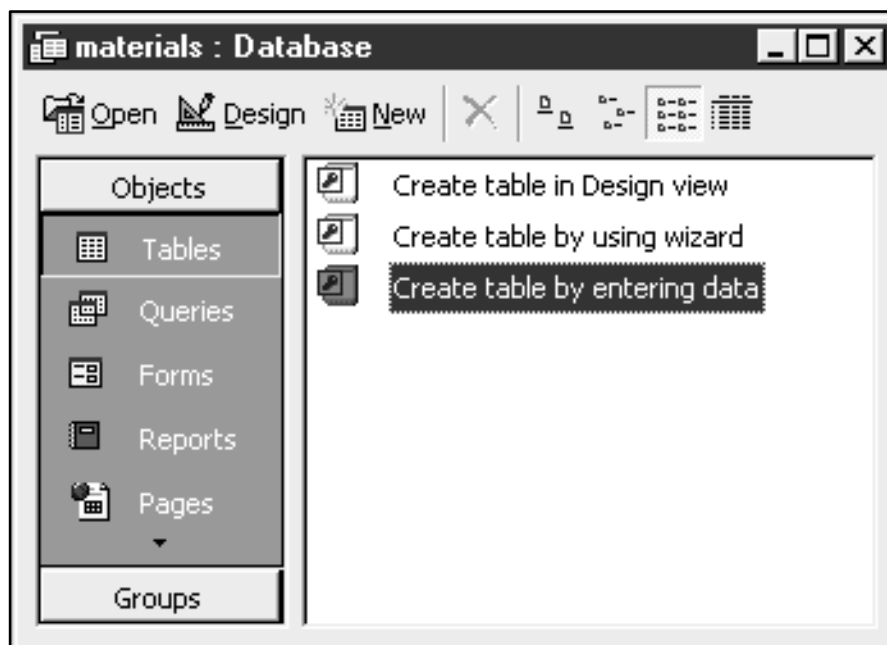 materials : Database
Open Design New
Objects
Tables
Queries
Forms
Reports
Pages
Groups
Create table in Design view
Create table by using wizard
Create table by entering data